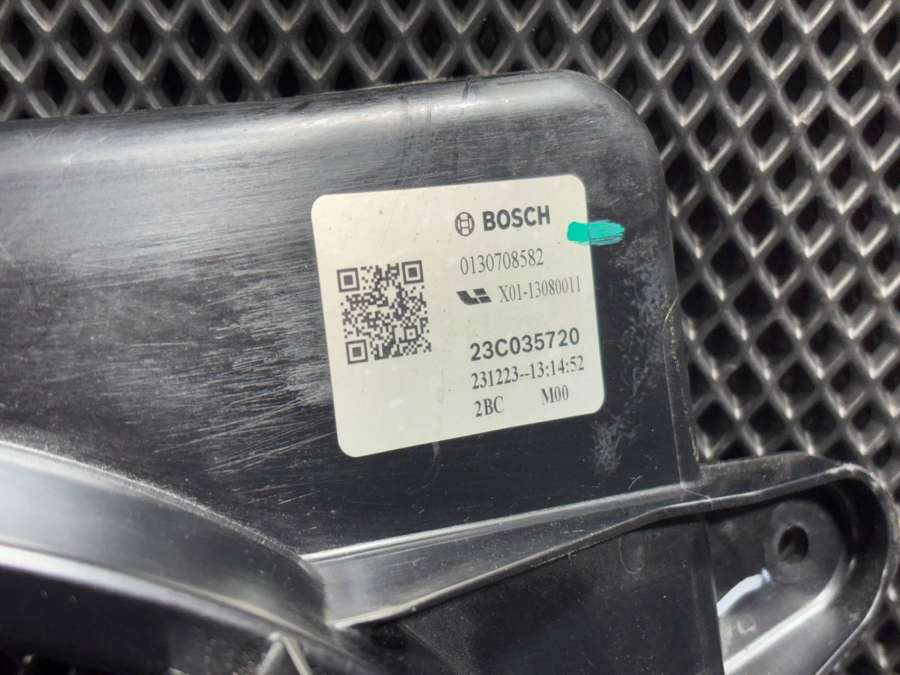 BOSCH
0130708582
X01-13080011
23C035720
231223--13:14:52
2BC M00